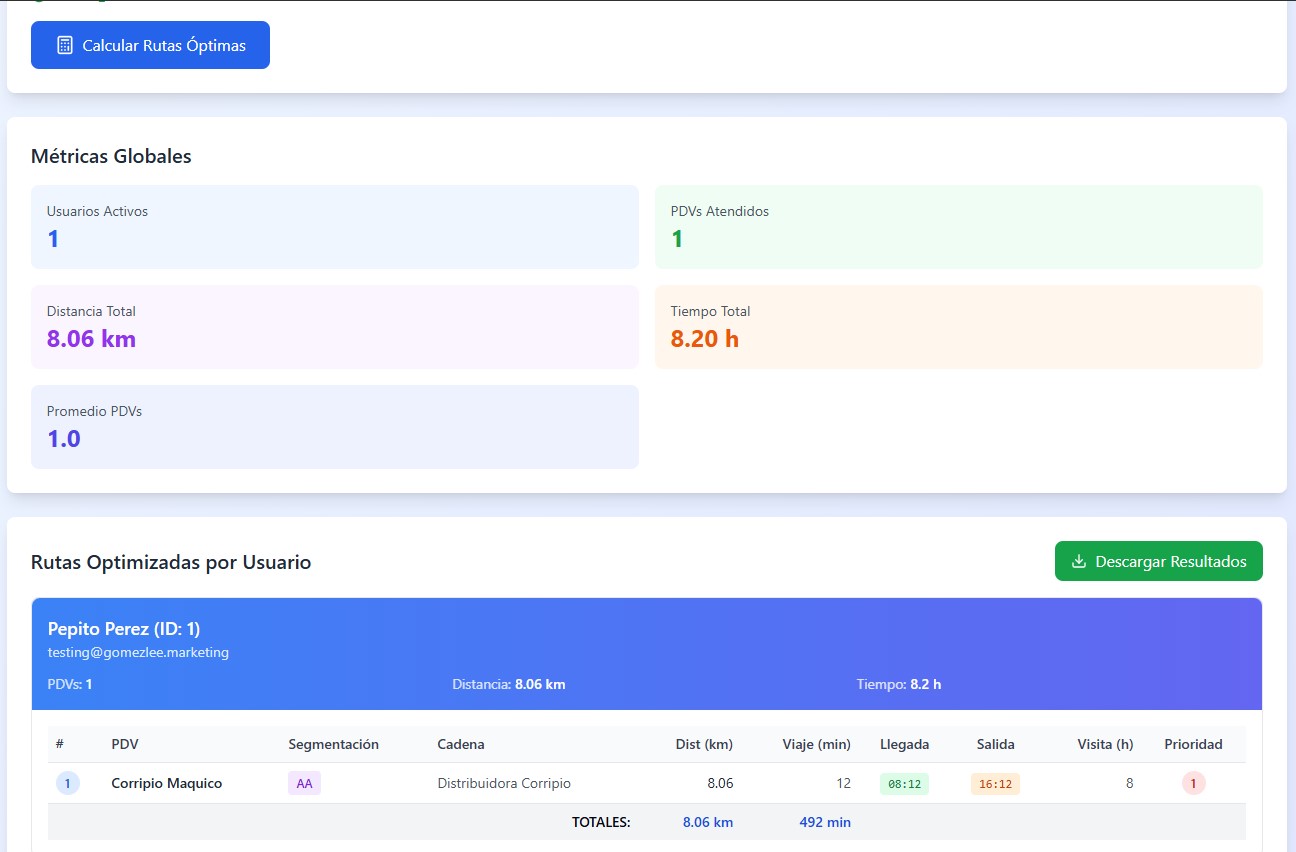 Calcular Rutas Óptimas
Métricas Globales
Usuarios Activos
1
PDVs Atendidos
1
Distancia Total
8.06 km
Tiempo Total
8.20 h
Promedio PDVs
1.0
Rutas Optimizadas por Usuario
Descargar Resultados
Pepito Perez (ID: 1)
testing@gomezlee.marketing
PDVs: 1 Distancia: 8.06 km Tiempo: 8.2 h
# PDV Segmentación Cadena Dist (km) Viaje (min) Llegada Salida Visita (h) Prioridad
1 Corripio Maquico AA Distribuidora Corripio 8.06 12 08:12 16:12 8 1
TOTALES: 8.06 km 492 min